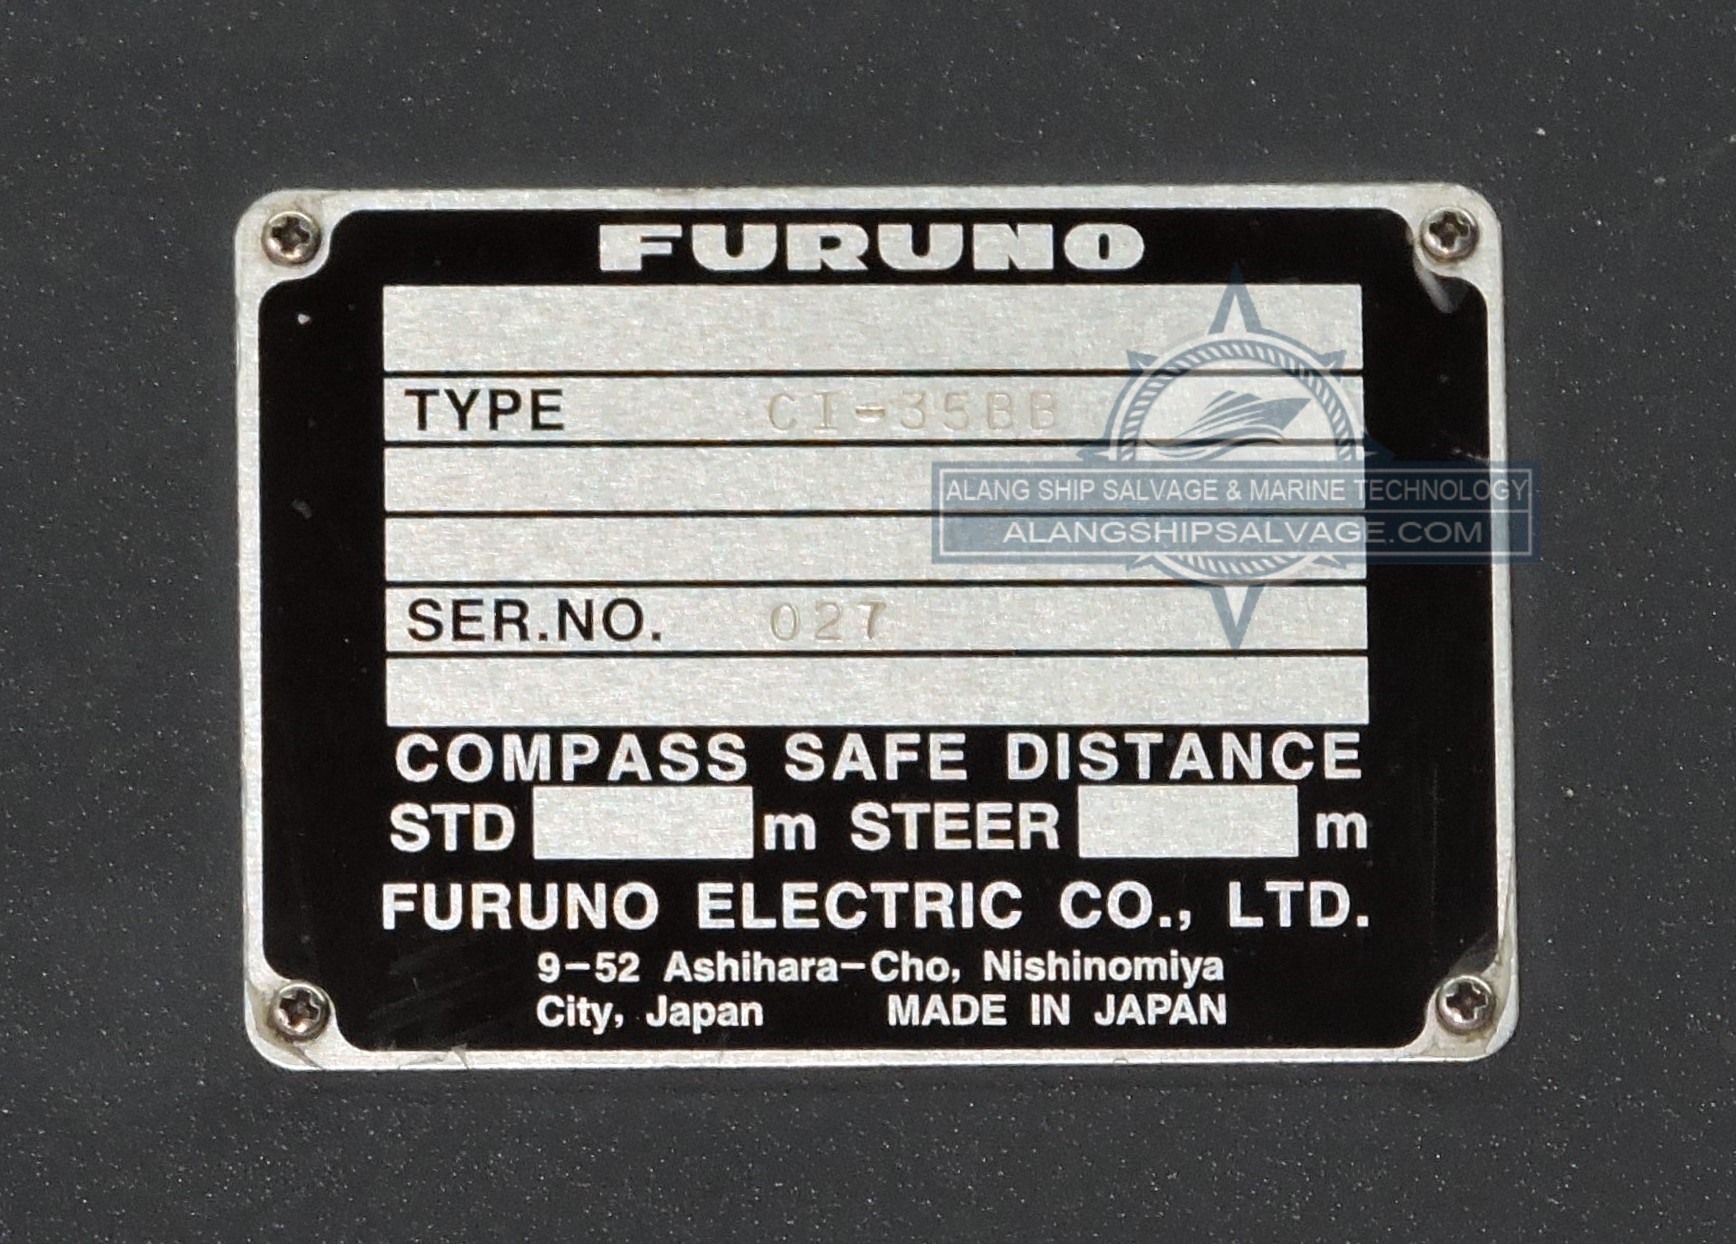 FURUNO
TYPE CI-35BB
ALANG SHIP SALVAGE & MARINE TECHNOLOGY
ALANGSHIPSALVAGE.COM
SER.NO. 027
COMPASS SAFE DISTANCE
STD m STEER m
FURUNO ELECTRIC CO., LTD.
9-52 Ashihara-Cho, Nishinomiya
City, Japan MADE IN JAPAN